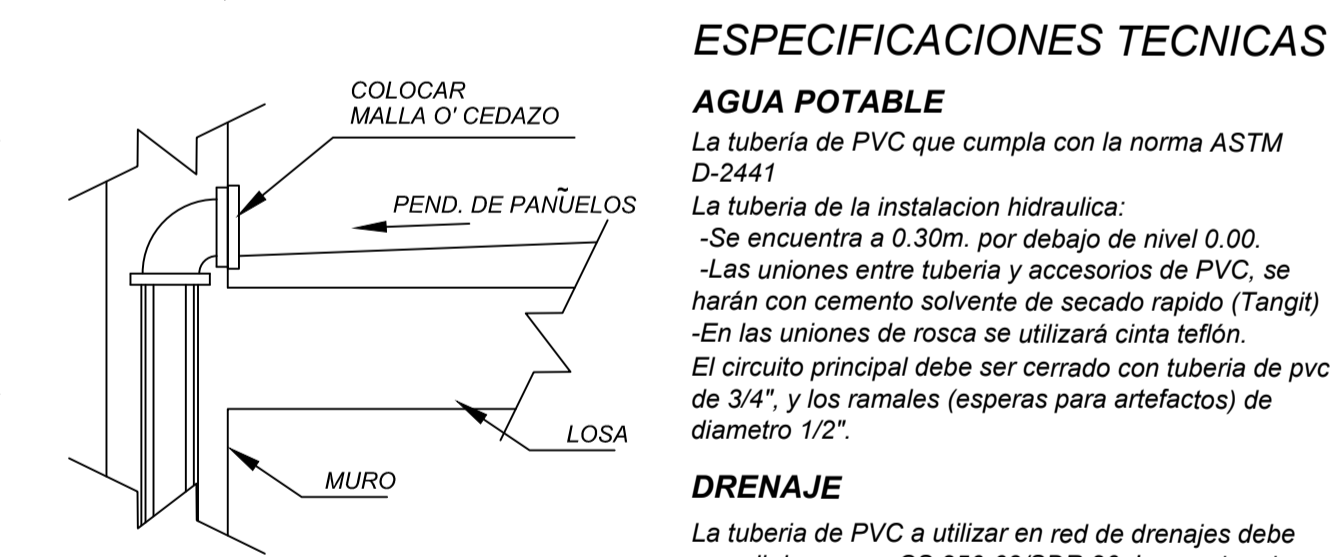 COLOCAR
MALLA O' CEDAZO
PEND. DE PAÑUELOS
LOSA
MURO
ESPECIFICACIONES TECNICAS
AGUA POTABLE
La tubería de PVC que cumpla con la norma ASTM
D-2441
La tuberia de la instalacion hidraulica:
-Se encuentra a 0.30m. por debajo de nivel 0.00.
-Las uniones entre tuberia y accesorios de PVC, se
harán con cemento solvente de secado rapido (Tangit)
-En las uniones de rosca se utilizará cinta teflón.
El circuito principal debe ser cerrado con tuberia de pvc
de 3/4", y los ramales (esperas para artefactos) de
diametro 1/2".
DRENAJE
La tuberia de PVC a utilizar en red de drenajes debe